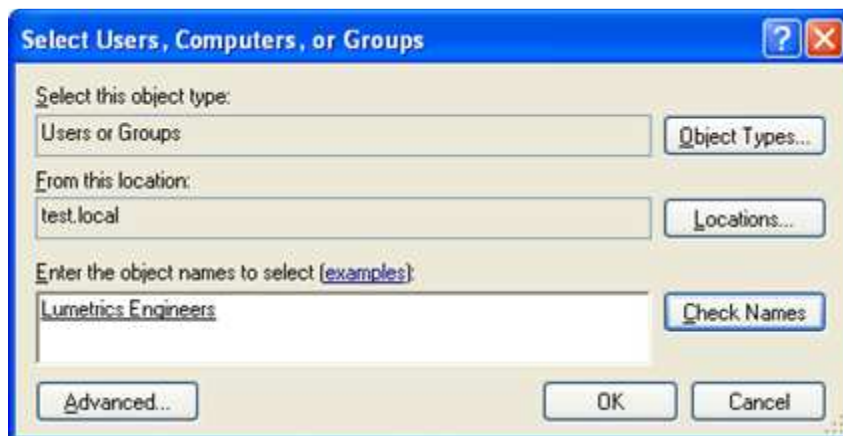 Select Users, Computers, or Groups
Select this object type:
Users or Groups
Object Types...
From this location:
test.local
Locations...
Enter the object names to select (examples):
Lumetrics Engineers
Check Names
Advanced...
OK
Cancel